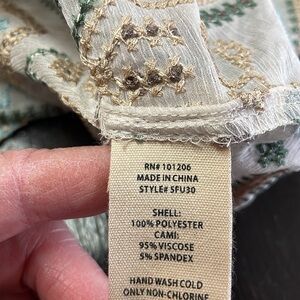 RN# 101206
MADE IN CHINA
STYLE# SFU30
SHELL:
100% POLYESTER
CAMI:
95% VISCOSE
5% SPANDEX
HAND WASH COLD
ONLY NON-CHLORINE